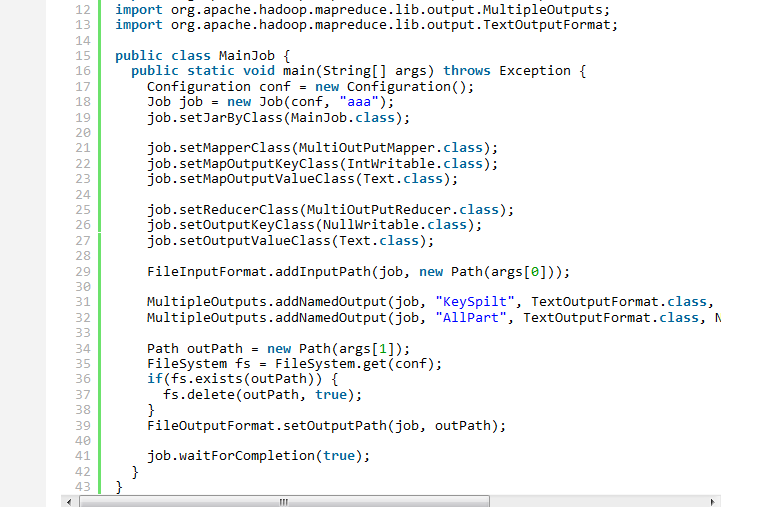 12 import org.apache.hadoop.mapreduce.lib.output.MultipleOutputs;
13 import org.apache.hadoop.mapreduce.lib.output.TextOutputFormat;
14
15 public class MainJob {
16 public static void main(String[] args) throws Exception {
17 Configuration conf = new Configuration();
18 Job job = new Job(conf, "aaa");
19 job.setJarByClass(MainJob.class);
20
21 job.setMapperClass(MultiOutPutMapper.class);
22 job.setMapOutputKeyClass(IntWritable.class);
23 job.setMapOutputValueClass(Text.class);
24
25 job.setReducerClass(MultiOutPutReducer.class);
26 job.setOutputKeyClass(NullWritable.class);
27 job.setOutputValueClass(Text.class);
28
29 FileInputFormat.addInputPath(job, new Path(args[0]));
30
31 MultipleOutputs.addNamedOutput(job, "KeySpilt", TextOutputFormat.class,
32 MultipleOutputs.addNamedOutput(job, "AllPart", TextOutputFormat.class,
33
34 Path outPath = new Path(args[1]);
35 FileSystem fs = FileSystem.get(conf);
36 if(fs.exists(outPath)) {
37 fs.delete(outPath, true);
38 }
39 FileOutputFormat.setOutputPath(job, outPath);
40
41 job.waitForCompletion(true);
42 }
43 }